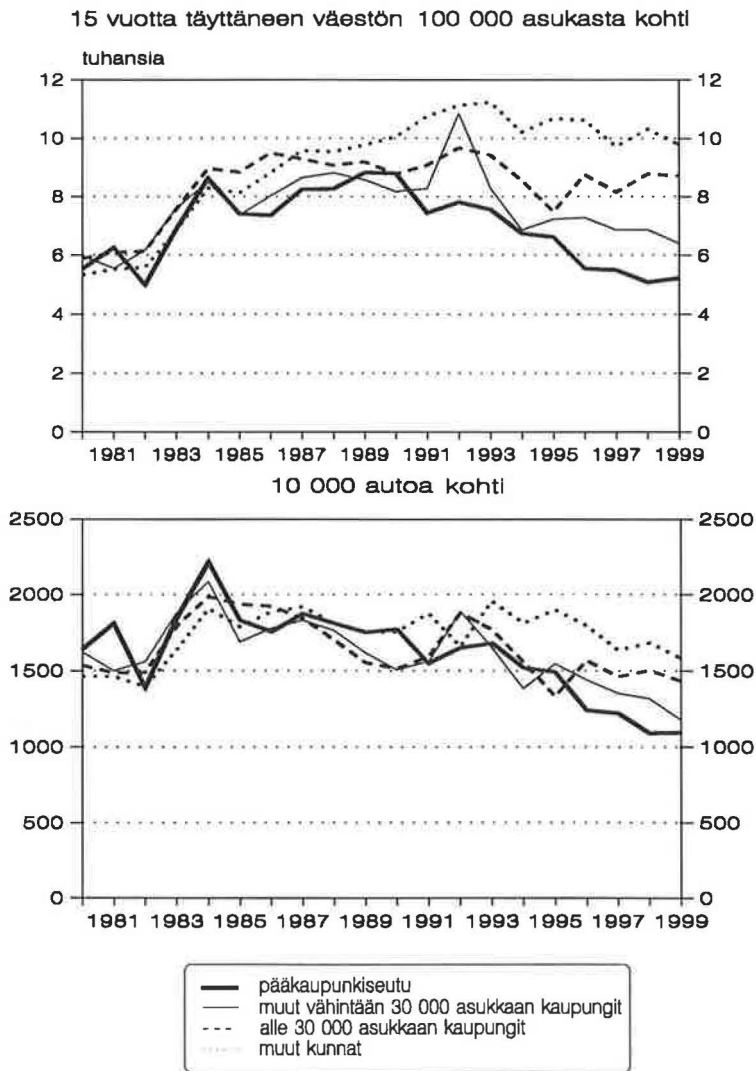 15 vuotta täyttäneen väestön 100 000 asukasta kohti
tuhansia
12 12
10 10
8 8
6 6
4 4
2 2
0 0
1981 1983 1985 1987 1989 1991 1993 1995 1997 1999
10 000 autoa kohti
2500 2500
2000 2000
1500 1500
1000 1000
500 500
0 0
1981 1983 1985 1987 1989 1991 1993 1995 1997 1999
pääkaupunkiseutu
muut vähintään 30 000 asukkaan kaupungit
alle 30 000 asukkaan kaupungit
muut kunnat